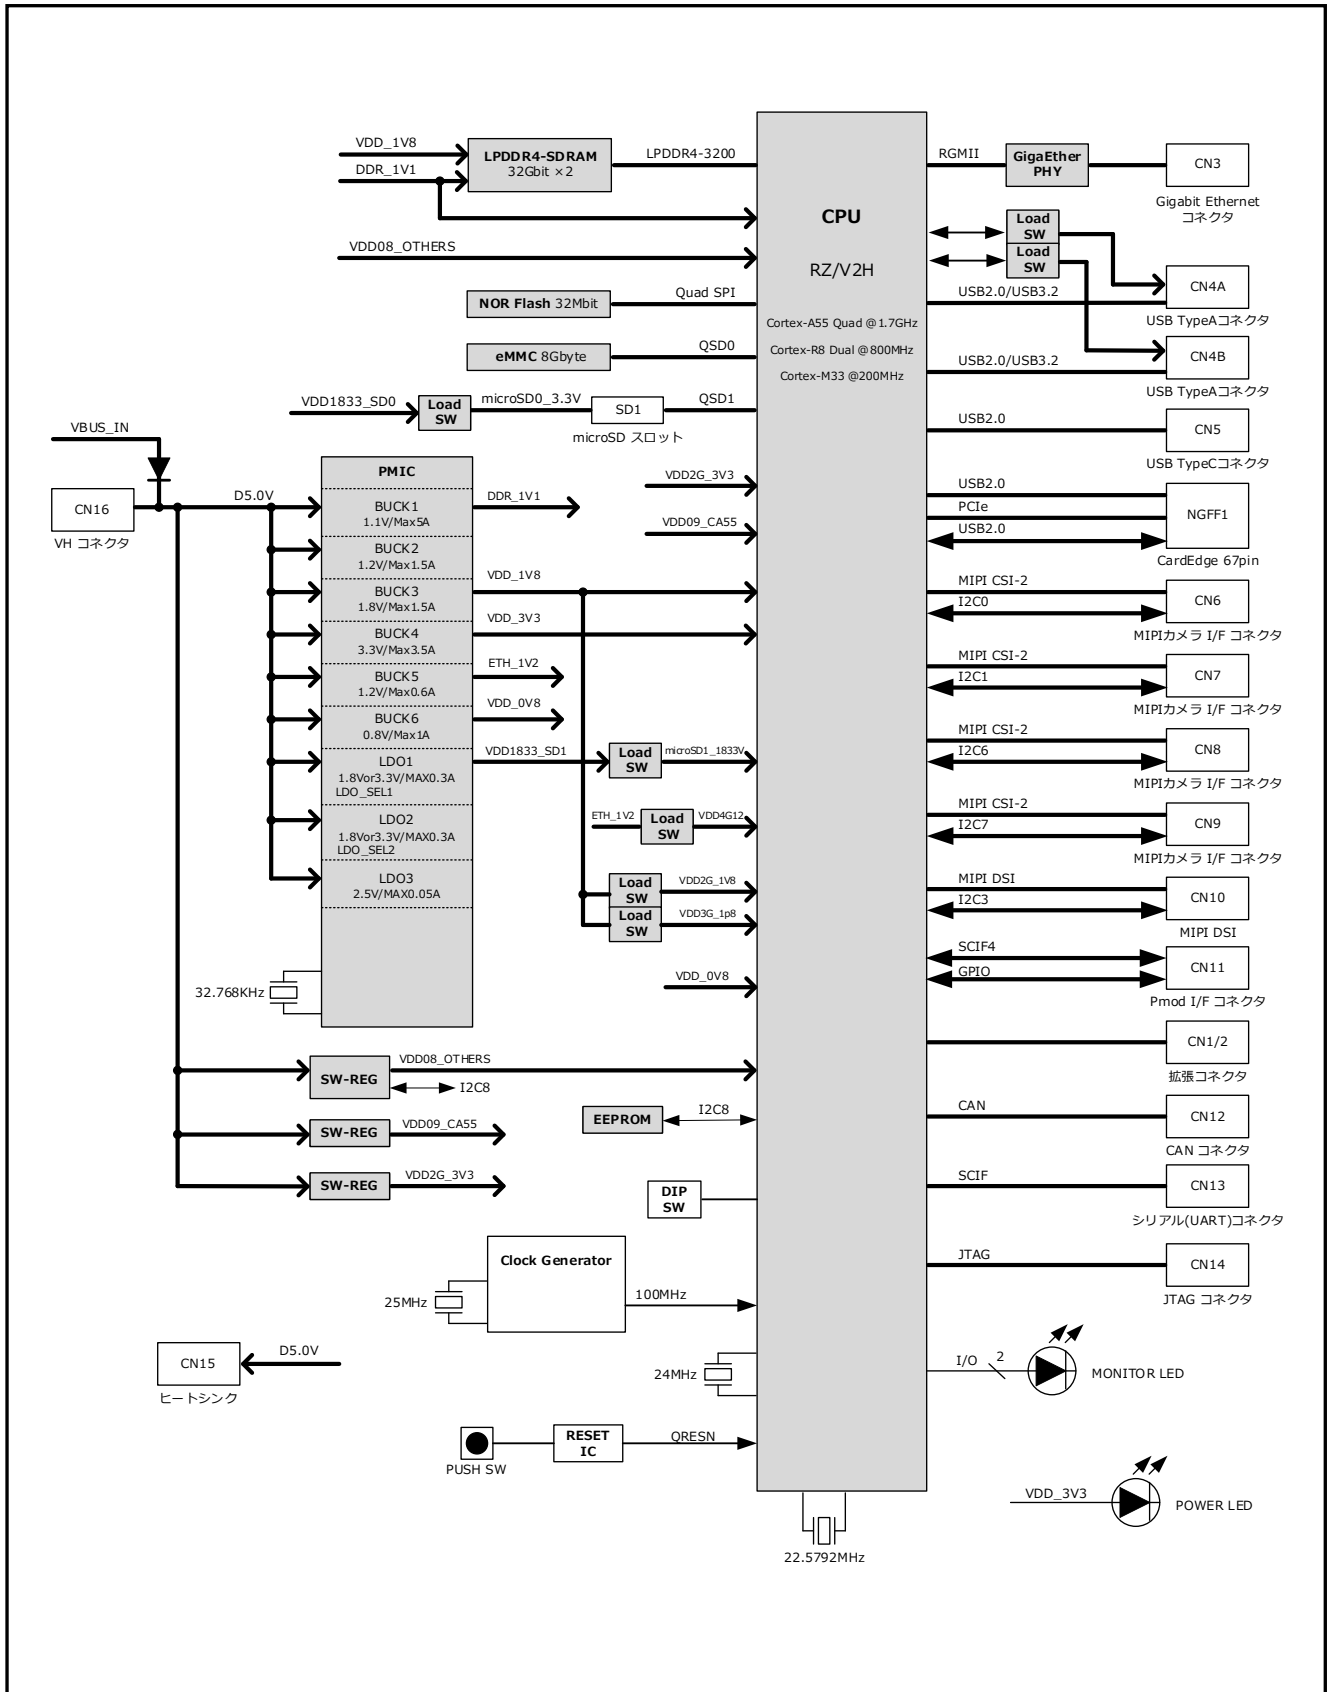 VDD_1V8
DDR_1V1
LPDDR4-SDRAM
32Gbit ×2
LPDDR4-3200
VDD08_OTHERS
NOR Flash 32Mbit
Quad SPI
eMMC 8Gbyte
QSD0
VDD1833_SD0
Load
SW
microSD0_3.3V
SD1
QSD1
microSD スロット
VBUS_IN
CN16
VH コネクタ
D5.0V
PMIC
BUCK1
1.1V/Max5A
DDR_1V1
BUCK2
1.2V/Max1.5A
BUCK3
1.8V/Max1.5A
VDD_1V8
BUCK4
3.3V/Max3.5A
VDD_3V3
BUCK5
1.2V/Max0.6A
ETH_1V2
BUCK6
0.8V/Max1A
VDD_0V8
LDO1
1.8Vor3.3V/MAX0.3A
LDO_SEL1
VDD1833_SD1
Load
SW
microSD1_1833V
LDO2
1.8Vor3.3V/MAX0.3A
LDO_SEL2
LDO3
2.5V/MAX0.05A
32.768KHz
VDD2G_3V3
VDD09_CA55
ETH_1V2
Load
SW
VDD4G12
Load
SW
VDD2G_1V8
Load
SW
VDD3G_1p8
VDD_0V8
SW-REG
VDD08_OTHERS
I2C8
SW-REG
VDD09_CA55
SW-REG
VDD2G_3V3
EEPROM
I2C8
DIP
SW
Clock Generator
25MHz
100MHz
CN15
D5.0V
ヒートシンク
24MHz
PUSH SW
RESET
IC
QRESN
22.5792MHz
CPU
RZ/V2H
Cortex-A55 Quad @1.7GHz
Cortex-R8 Dual @800MHz
Cortex-M33 @200MHz
RGMII
GigaEther
PHY
CN3
Gigabit Ethernet
コネクタ
Load
SW
Load
SW
USB2.0/USB3.2
CN4A
USB TypeAコネクタ
USB2.0/USB3.2
CN4B
USB TypeAコネクタ
USB2.0
CN5
USB TypeCコネクタ
USB2.0
PCIe
USB2.0
NGFF1
CardEdge 67pin
MIPI CSI-2
I2C0
CN6
MIPIカメラ I/F コネクタ
MIPI CSI-2
I2C1
CN7
MIPIカメラ I/F コネクタ
MIPI CSI-2
I2C6
CN8
MIPIカメラ I/F コネクタ
MIPI CSI-2
I2C7
CN9
MIPIカメラ I/F コネクタ
MIPI DSI
I2C3
CN10
MIPI DSI
SCIF4
GPIO
CN11
Pmod I/F コネクタ
CN1/2
拡張コネクタ
CAN
CN12
CAN コネクタ
SCIF
CN13
シリアル(UART)コネクタ
JTAG
CN14
JTAG コネクタ
I/O
2
MONITOR LED
VDD_3V3
POWER LED